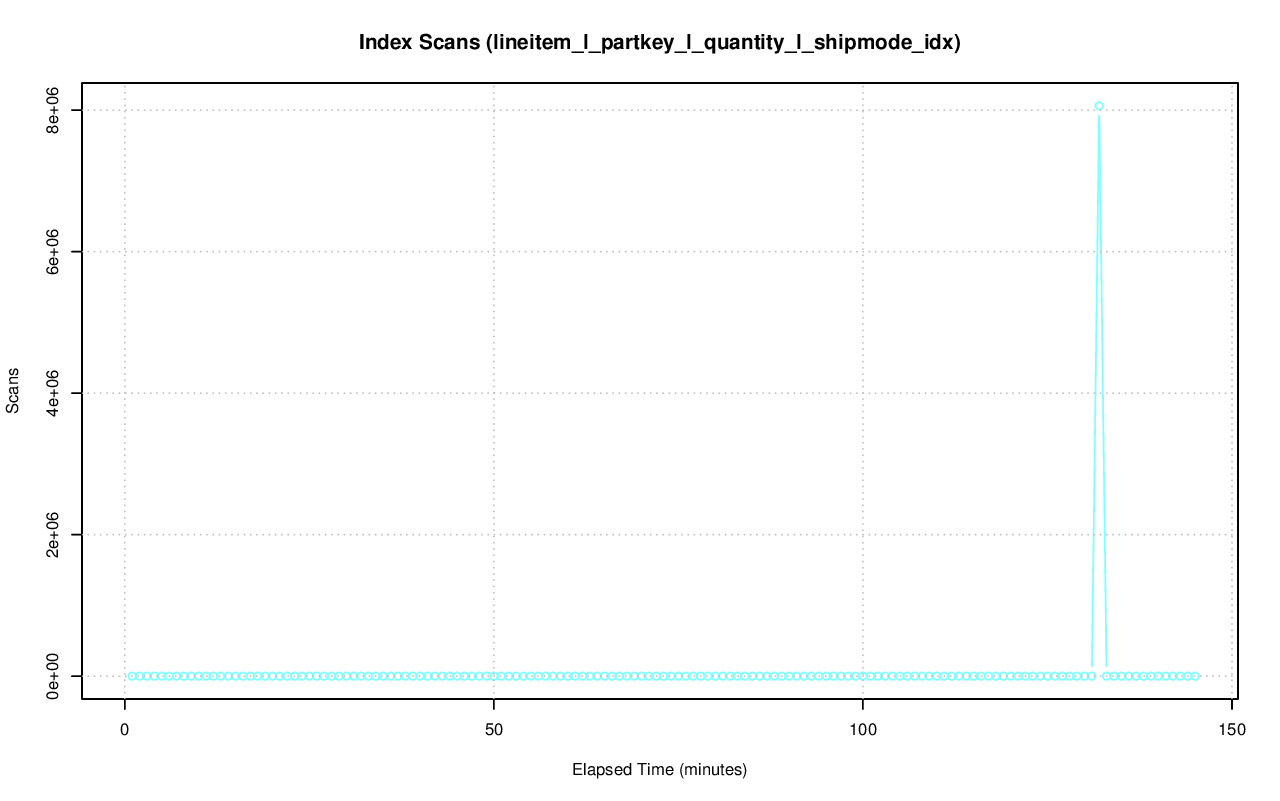 Index Scans (lineitem_l_partkey_l_quantity_l_shipmode_idx)
Scans
8e+06
6e+06
4e+06
2e+06
0e+00
0
50
100
150
Elapsed Time (minutes)